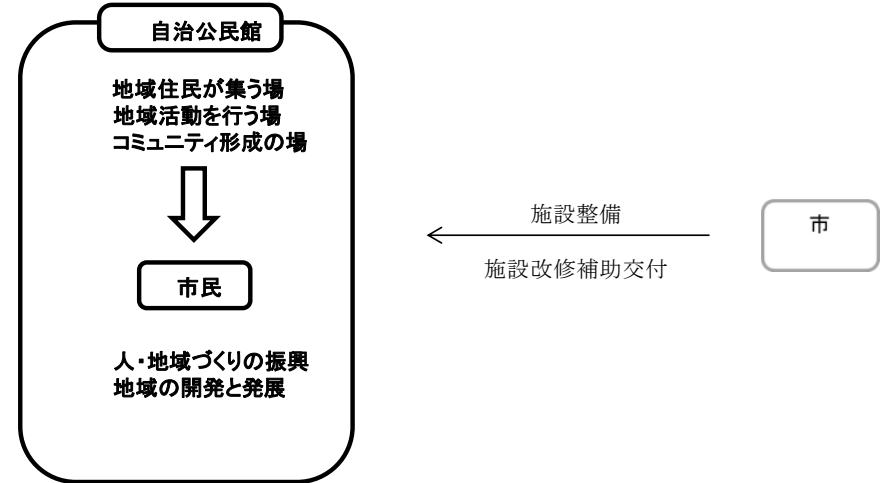 自治公民館
地域住民が集う場
地域活動を行う場
コミュニティ形成の場
市民
人・地域づくりの振興
地域の開発と発展
施設整備
施設改修補助交付
市